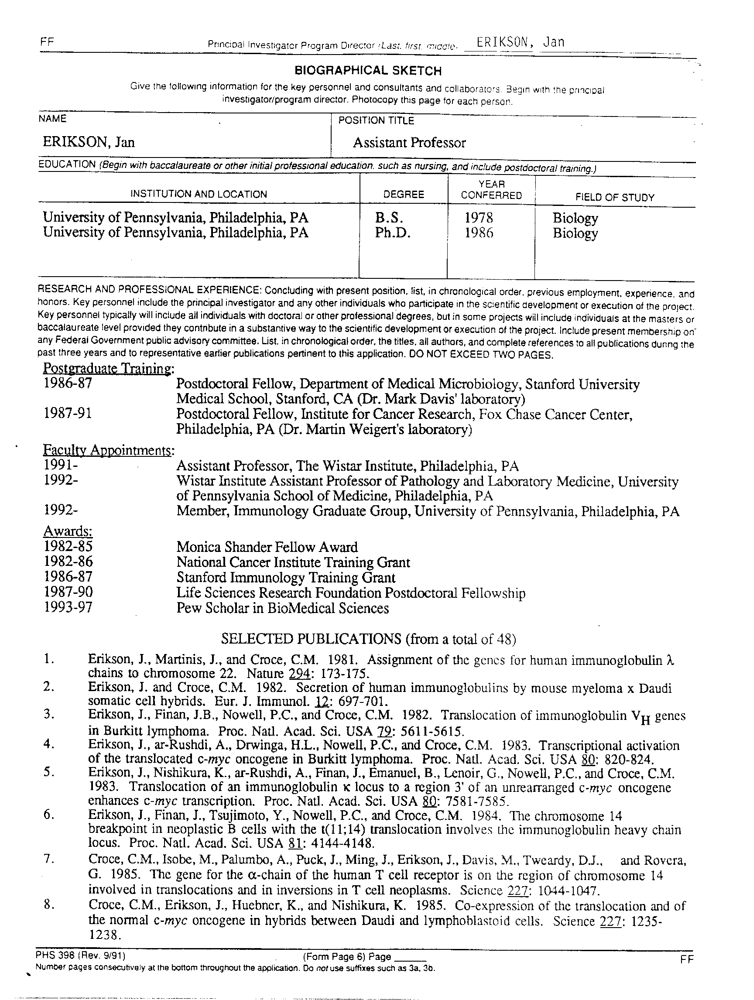 FF
Principal Investigator Program Director (Last, first, middle) ERIKSON, Jan
BIOGRAPHICAL SKETCH
Give the following information for the key personnel and consultants and collaborators. Begin with the principal
investigator/program director. Photocopy this page for each person.
NAME
POSITION TITLE
ERIKSON, Jan
Assistant Professor
EDUCATION (Begin with baccalaureate or other initial professional education, such as nursing, and include postdoctoral training.)
INSTITUTION AND LOCATION
DEGREE
YEAR
CONFERRED
FIELD OF STUDY
University of Pennsylvania, Philadelphia, PA B.S. 1978 Biology
University of Pennsylvania, Philadelphia, PA Ph.D. 1986 Biology
RESEARCH AND PROFESSIONAL EXPERIENCE: Concluding with present position, list, in chronological order, previous employment, experience, and
honors. Key personnel include the principal investigator and any other individuals who participate in the scientific development or execution of the project.
Key personnel typically will include all individuals with doctoral or other professional degrees, but in some projects will include individuals at the masters or
baccalaureate level provided they contribute in a substantive way to the scientific development or execution of the project. Include present membership on
any Federal Government public advisory committee. List, in chronological order, the titles, all authors, and complete references to all publications during the
past three years and to representative earlier publications pertinent to this application. DO NOT EXCEED TWO PAGES.
Postgraduate Training:
1986-87 Postdoctoral Fellow, Department of Medical Microbiology, Stanford University
Medical School, Stanford, CA (Dr. Mark Davis' laboratory)
1987-91 Postdoctoral Fellow, Institute for Cancer Research, Fox Chase Cancer Center,
Philadelphia, PA (Dr. Martin Weigert's laboratory)
Faculty Appointments:
1991- Assistant Professor, The Wistar Institute, Philadelphia, PA
1992- Wistar Institute Assistant Professor of Pathology and Laboratory Medicine, University
of Pennsylvania School of Medicine, Philadelphia, PA
1992- Member, Immunology Graduate Group, University of Pennsylvania, Philadelphia, PA
Awards:
1982-85 Monica Shander Fellow Award
1982-86 National Cancer Institute Training Grant
1986-87 Stanford Immunology Training Grant
1987-90 Life Sciences Research Foundation Postdoctoral Fellowship
1993-97 Pew Scholar in BioMedical Sciences
SELECTED PUBLICATIONS (from a total of 48)
1. Erikson, J., Martinis, J., and Croce, C.M. 1981. Assignment of the genes for human immunoglobulin λ
chains to chromosome 22. Nature 294: 173-175.
2. Erikson, J. and Croce, C.M. 1982. Secretion of human immunoglobulins by mouse myeloma x Daudi
somatic cell hybrids. Eur. J. Immunol. 12: 697-701.
3. Erikson, J., Finan, J.B., Nowell, P.C., and Croce, C.M. 1982. Translocation of immunoglobulin VH genes
in Burkitt lymphoma. Proc. Natl. Acad. Sci. USA 79: 5611-5615.
4. Erikson, J., ar-Rushdi, A., Drwinga, H.L., Nowell, P.C., and Croce, C.M. 1983. Transcriptional activation
of the translocated c-myc oncogene in Burkitt lymphoma. Proc. Natl. Acad. Sci. USA 80: 820-824.
5. Erikson, J., Nishikura, K., ar-Rushdi, A., Finan, J., Emanuel, B., Lenoir, G., Nowell, P.C., and Croce, C.M.
1983. Translocation of an immunoglobulin κ locus to a region 3' of an unrearranged c-myc oncogene
enhances c-myc transcription. Proc. Natl. Acad. Sci. USA 80: 7581-7585.
6. Erikson, J., Finan, J., Tsujimoto, Y., Nowell, P.C., and Croce, C.M. 1984. The chromosome 14
breakpoint in neoplastic B cells with the t(11;14) translocation involves the immunoglobulin heavy chain
locus. Proc. Natl. Acad. Sci. USA 81: 4144-4148.
7. Croce, C.M., Isobe, M., Palumbo, A., Puck, J., Ming, J., Erikson, J., Davis, M., Tweardy, D.J., and Rovera,
G. 1985. The gene for the α-chain of the human T cell receptor is on the region of chromosome 14
involved in translocations and in inversions in T cell neoplasms. Science 227: 1044-1047.
8. Croce, C.M., Erikson, J., Huebner, K., and Nishikura, K. 1985. Co-expression of the translocation and of
the normal c-myc oncogene in hybrids between Daudi and lymphoblastoid cells. Science 227: 1235-
1238.
PHS 398 (Rev. 9/91) (Form Page 6) Page ____ FF
Number pages consecutively at the bottom throughout the application. Do not use suffixes such as 3a, 3b.